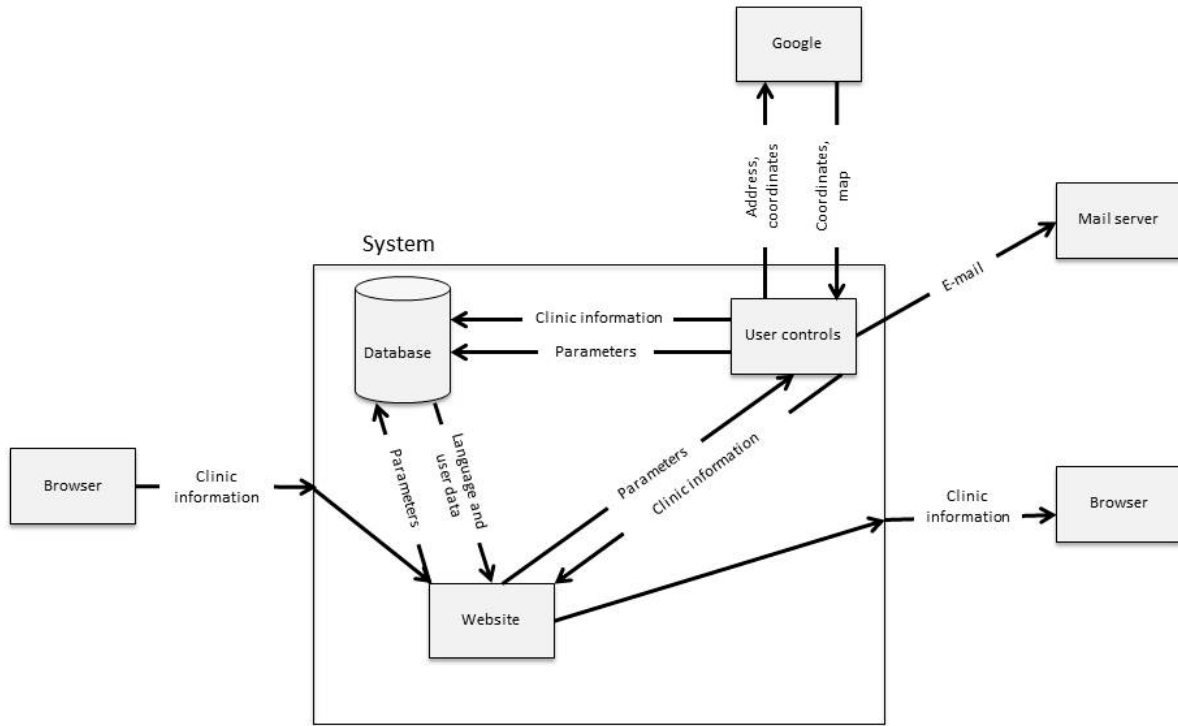 Google
Address,
coordinates
Coordinates,
map
Mail server
E-mail
System
Database
Clinic information
Parameters
User controls
Browser
Clinic
information
Parameters
Language and
user data
Parameters
Clinic information
Clinic
information
Browser
Website